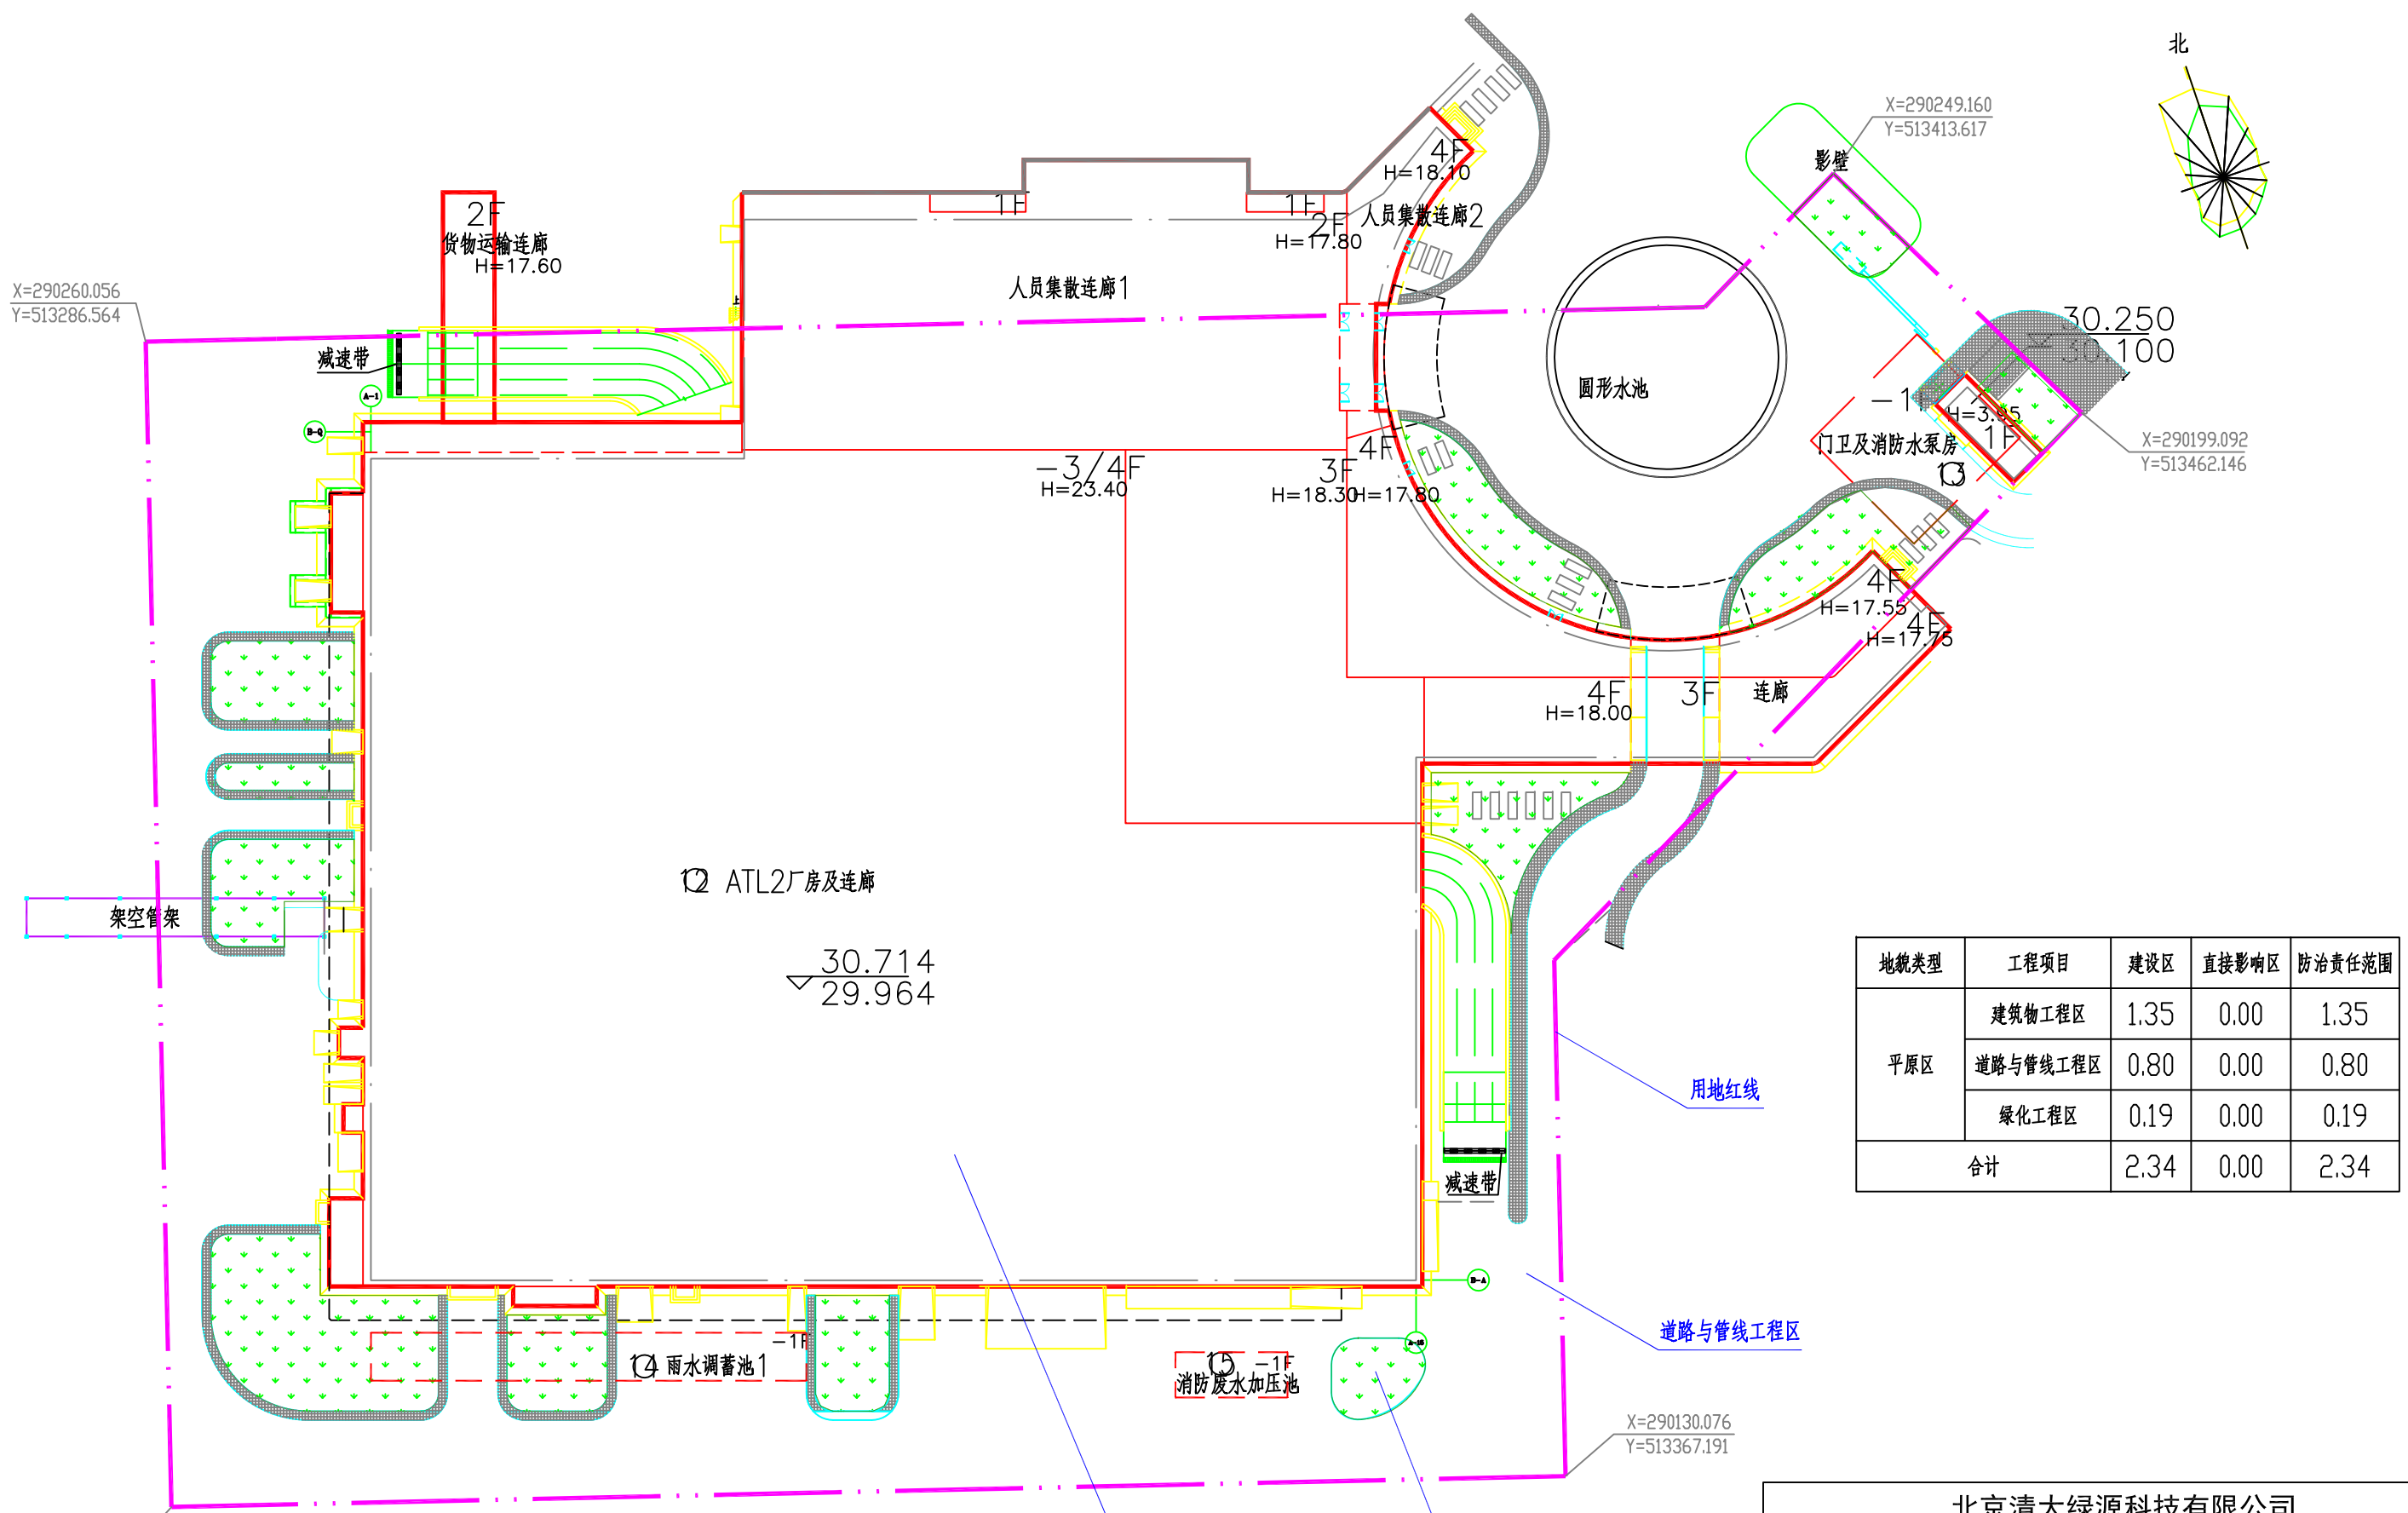 北
X=290249.160
Y=513413.617
影壁
4F
H=18.10
2F
货物运输连廊
H=17.60
1F
1F
2F
H=17.80
人员集散连廊2
人员集散连廊1
上
X=290260.056
Y=513286.564
减速带
A-1
B-Q
圆形水池
30.250
30.100
-1F
H=3.95
1F
门卫及消防水泵房
13
X=290199.092
Y=513462.146
-3/4F
H=23.40
4F
3F
H=18.30
H=17.80
4F
H=17.55
4F
H=17.75
4F
H=18.00
3F
连廊
12 ATL2厂房及连廊
架空管架
30.714
29.964
地貌类型 工程项目 建设区 直接影响区 防治责任范围
平原区 建筑物工程区 1.35 0.00 1.35
道路与管线工程区 0.80 0.00 0.80
绿化工程区 0.19 0.00 0.19
合计 2.34 0.00 2.34
用地红线
减速带
B-A
道路与管线工程区
A-15
-1F
14 雨水调蓄池1
15 -1F
消防废水加压池
X=290130.076
Y=513367.191
北京清大绿源科技有限公司